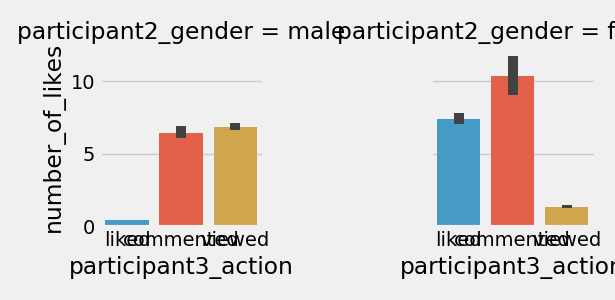 participant2_gender = male
participant2_gender = f
number_of_likes
10
5
0
liked commented viewed
liked commented viewed
participant3_action
participant3_action